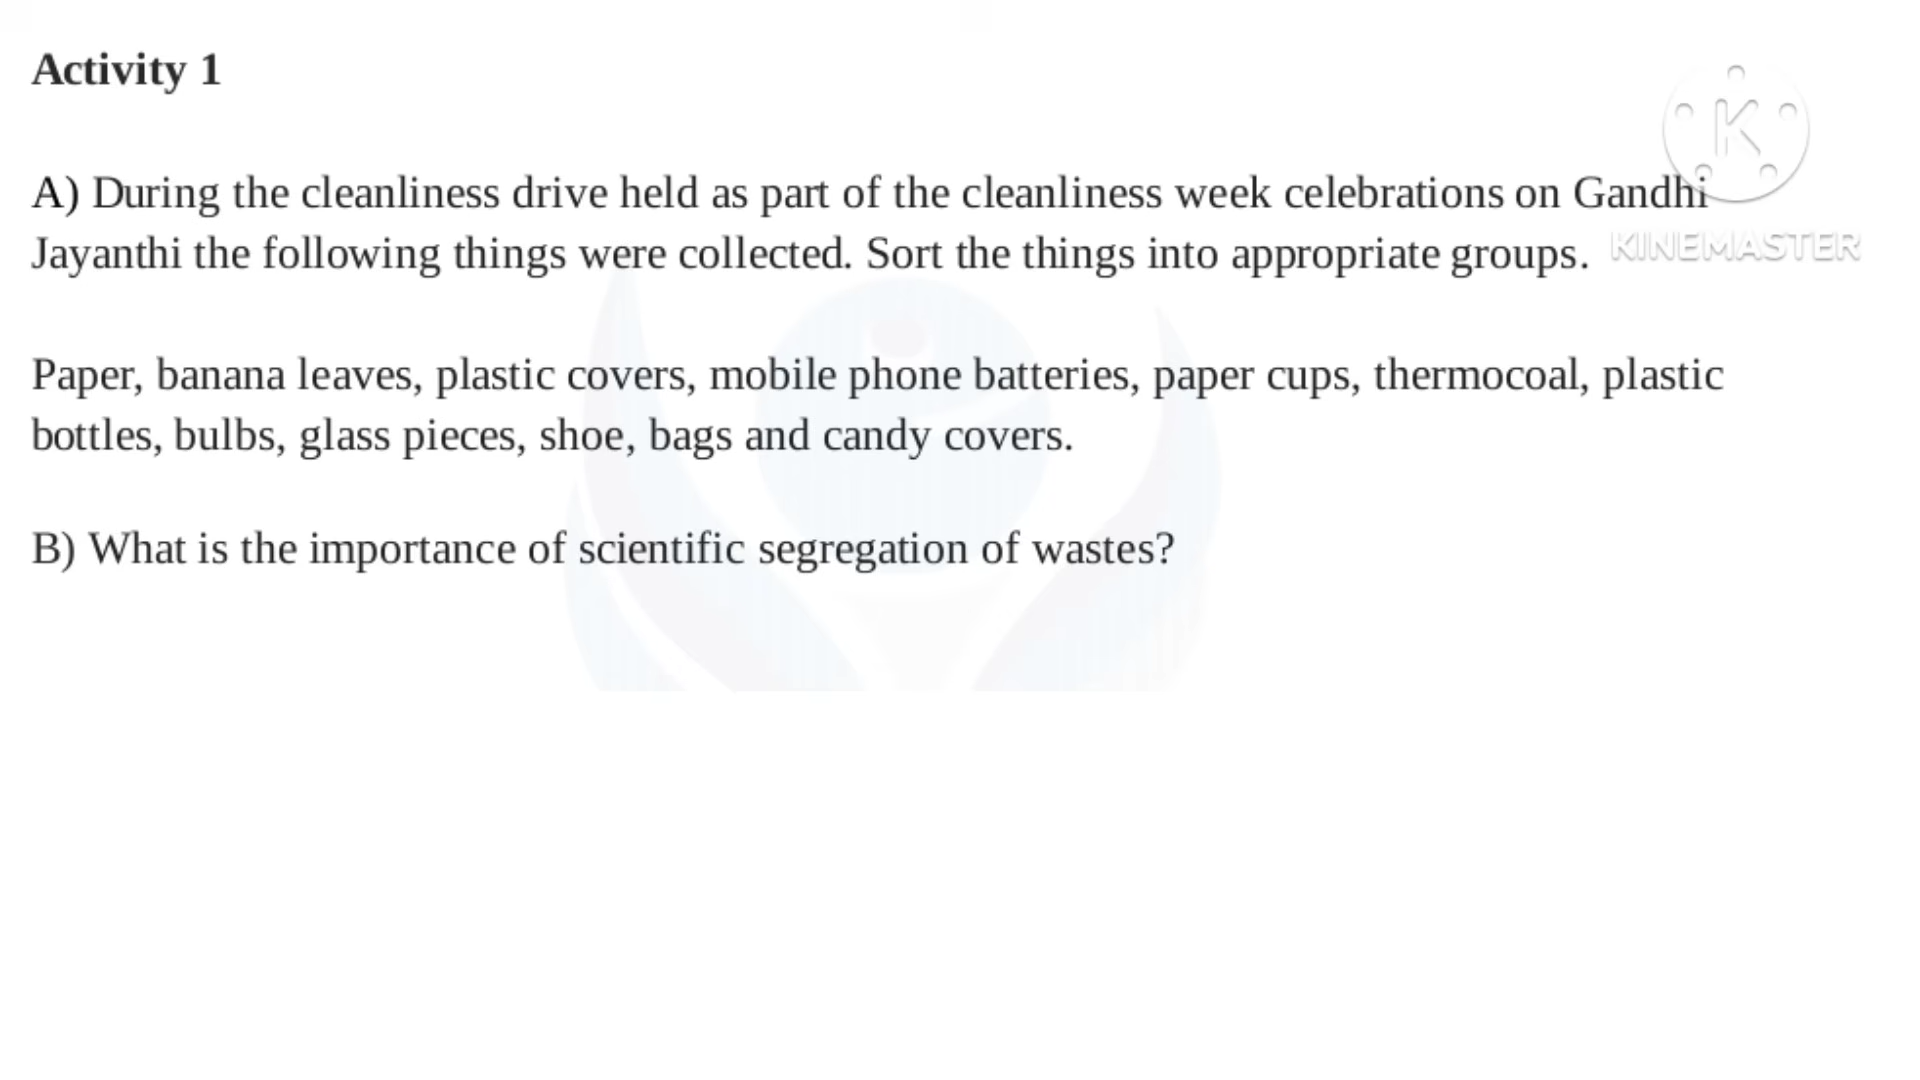 Activity 1
A) During the cleanliness drive held as part of the cleanliness week celebrations on Gandhi
Jayanthi the following things were collected. Sort the things into appropriate groups.
KINEMASTER
Paper, banana leaves, plastic covers, mobile phone batteries, paper cups, thermocoal, plastic
bottles, bulbs, glass pieces, shoe, bags and candy covers.
B) What is the importance of scientific segregation of wastes?